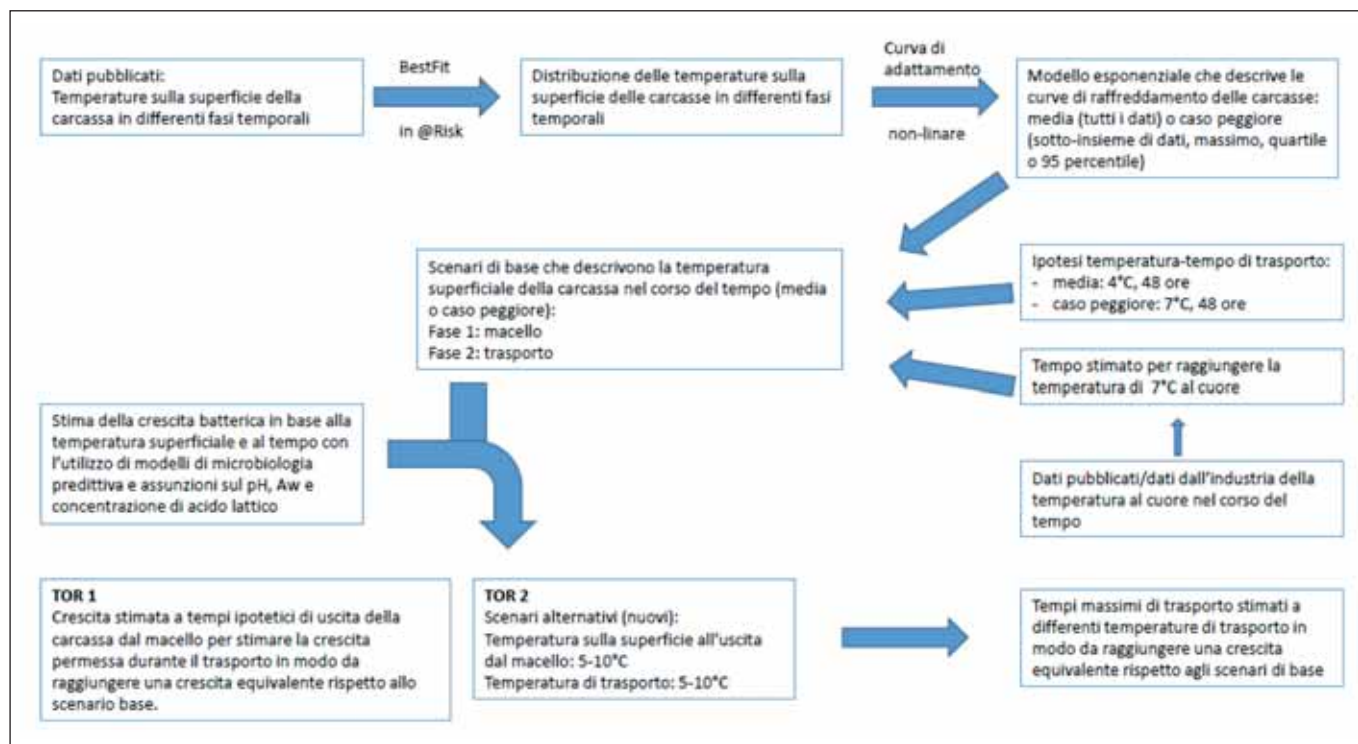 Dati pubblicati:
Temperature sulla superficie della
carcassa in differenti fasi temporali
BestFit
in @Risk
Distribuzione delle temperature sulla
superficie delle carcasse in differenti fasi
temporali
Curva di
adattamento
non-linare
Modello esponenziale che descrive le
curve di raffreddamento delle carcasse:
media (tutti i dati) o caso peggiore
(sotto-insieme di dati, massimo, quartile
o 95 percentile)
Scenari di base che descrivono la temperatura
superficiale della carcassa nel corso del tempo (media
o caso peggiore):
Fase 1: macello
Fase 2: trasporto
Ipotesi temperatura-tempo di trasporto:
- media: 4°C, 48 ore
- caso peggiore: 7°C, 48 ore
Tempo stimato per raggiungere la
temperatura di 7°C al cuore
Dati pubblicati/dati dall'industria della
temperatura al cuore nel corso del
tempo
Stima della crescita batterica in base alla
temperatura superficiale e al tempo con
l'utilizzo di modelli di microbiologia
predittiva e assunzioni sul pH, Aw e
concentrazione di acido lattico
TOR 1
Crescita stimata a tempi ipotetici di uscita della
carcassa dal macello per stimare la crescita
permessa durante il trasporto in modo da
raggiungere una crescita equivalente rispetto allo
scenario base.
TOR 2
Scenari alternativi (nuovi):
Temperatura sulla superficie all'uscita
dal macello: 5-10°C
Temperatura di trasporto: 5-10°C
Tempi massimi di trasporto stimati a
differenti temperature di trasporto in
modo da raggiungere una crescita
equivalente rispetto agli scenari di base